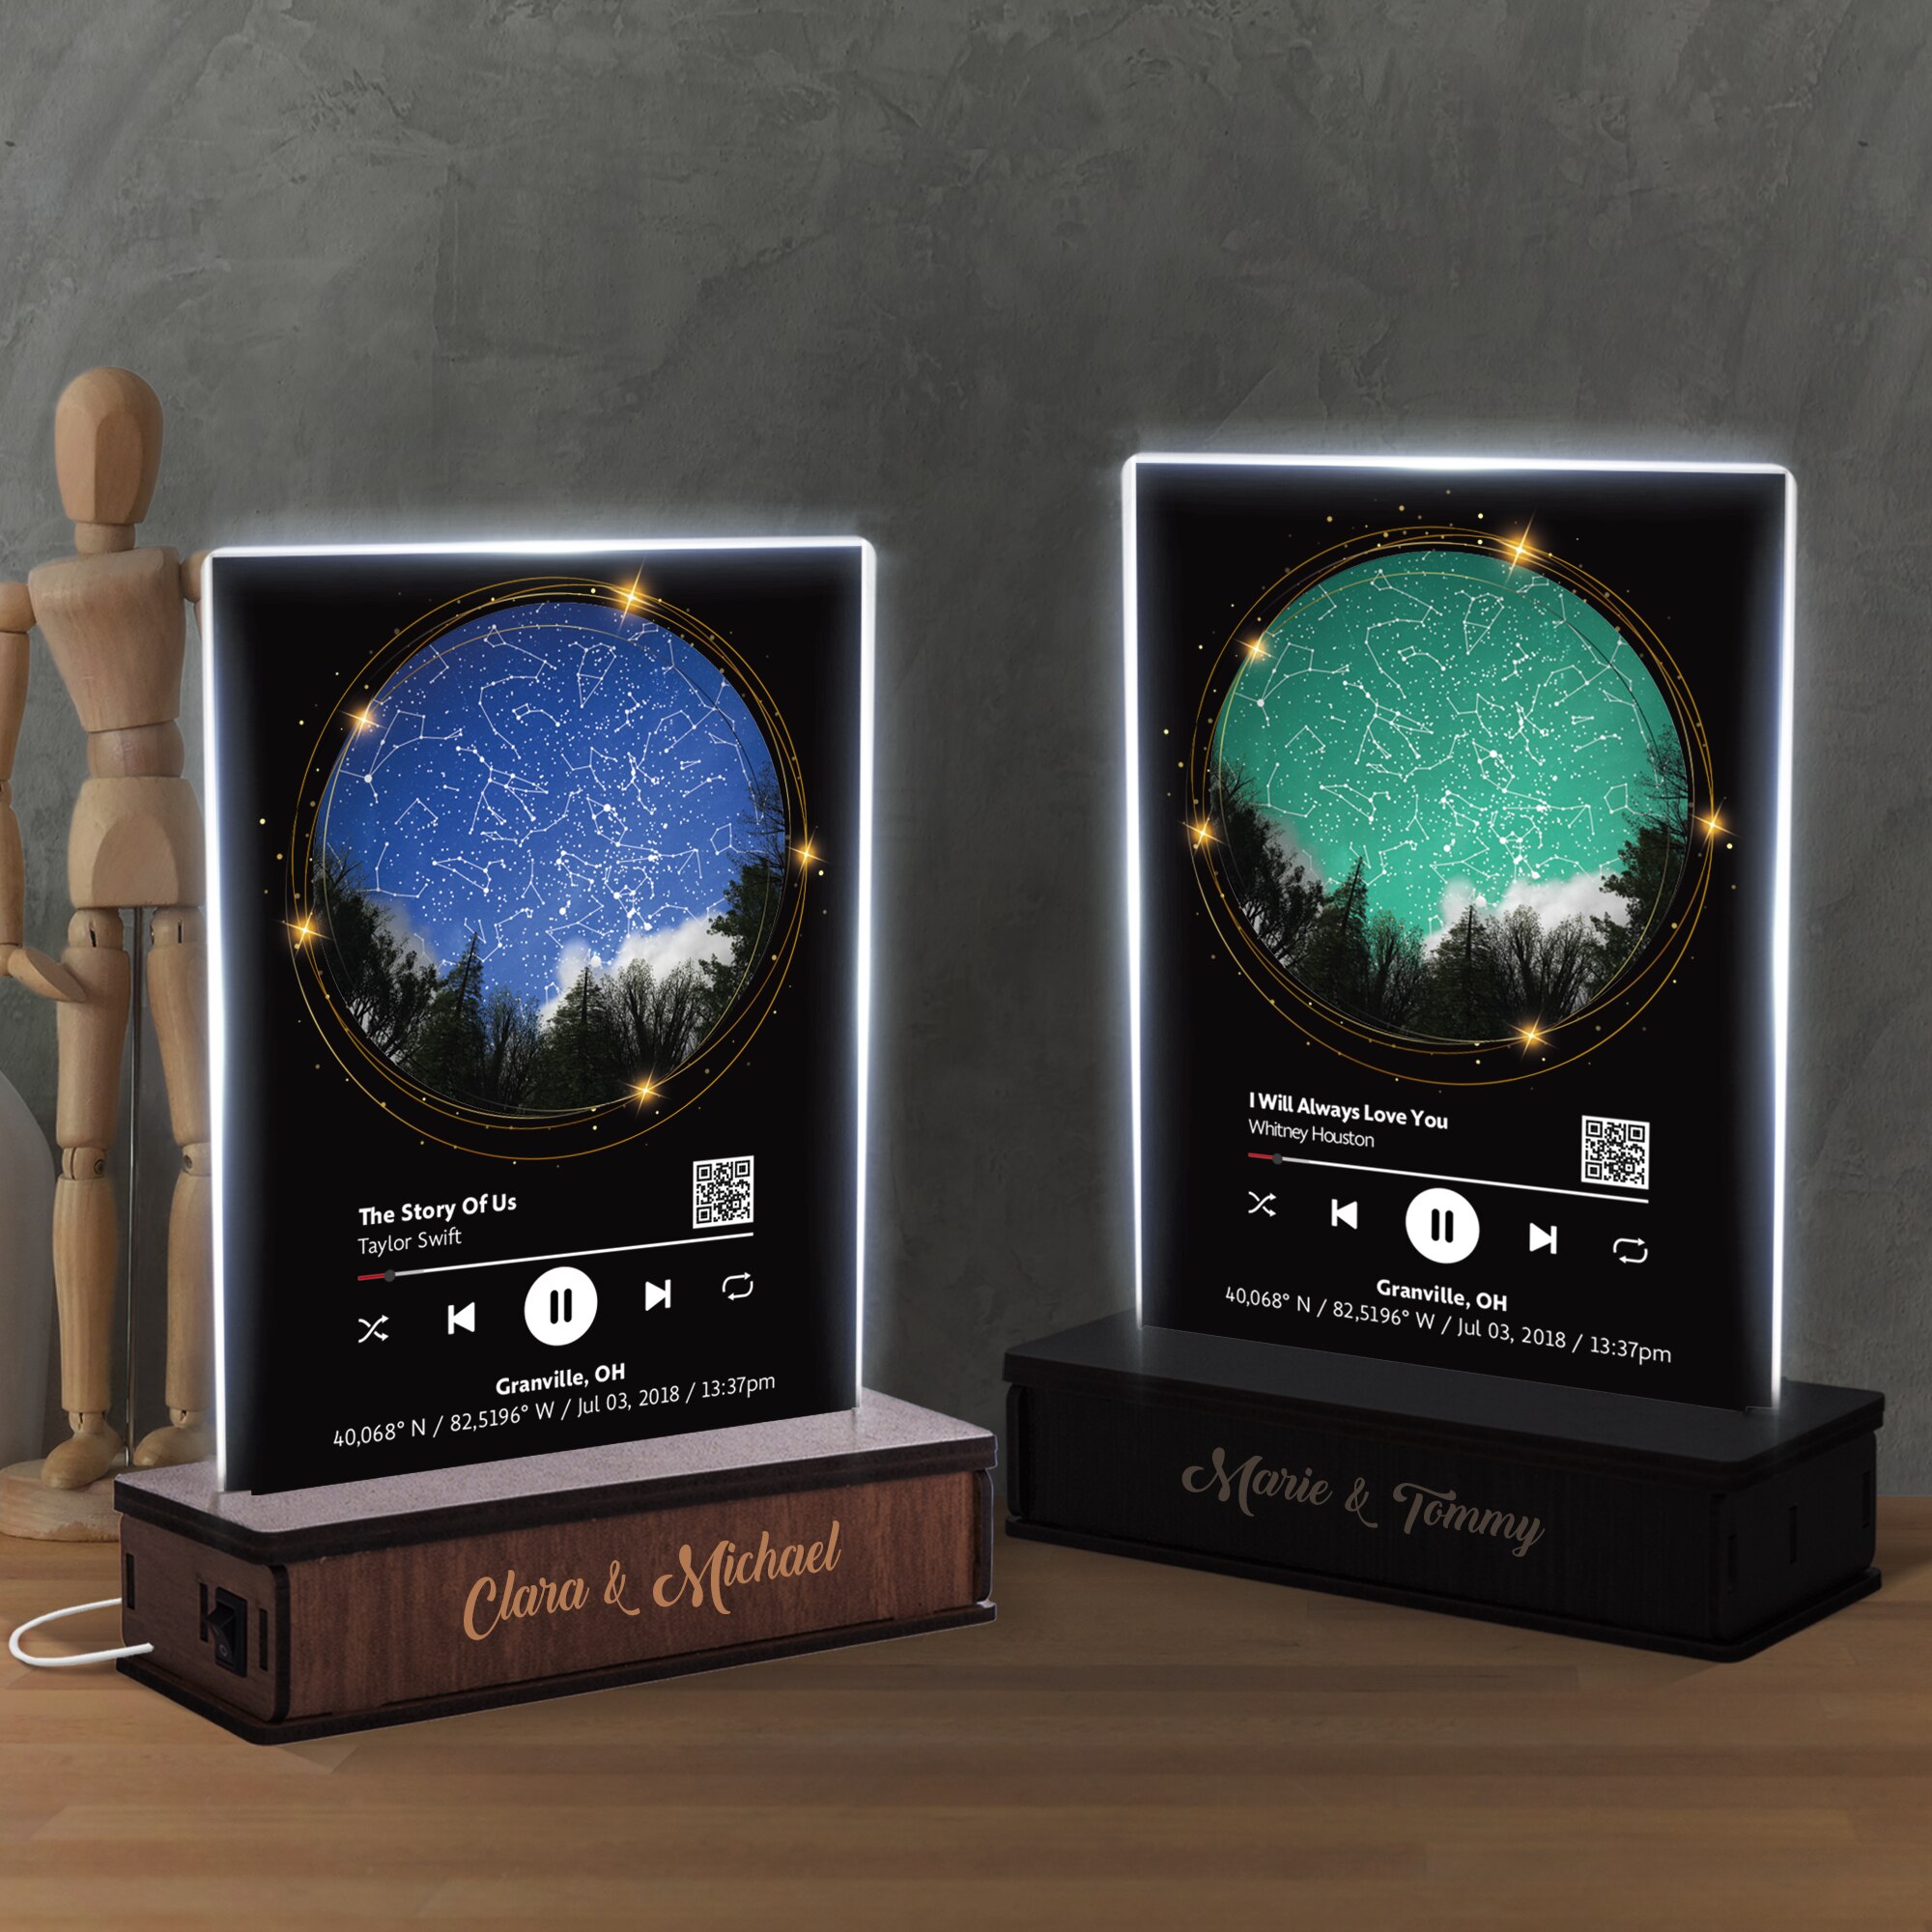 The Story Of Us
Taylor Swift
Granville, OH
40,068° N / 82,5196° W / Jul 03, 2018 / 13:37pm
Clara & Michael
I Will Always Love You
Whitney Houston
Granville, OH
40,068° N / 82,5196° W / Jul 03, 2018 / 13:37pm
Marie & Tommy